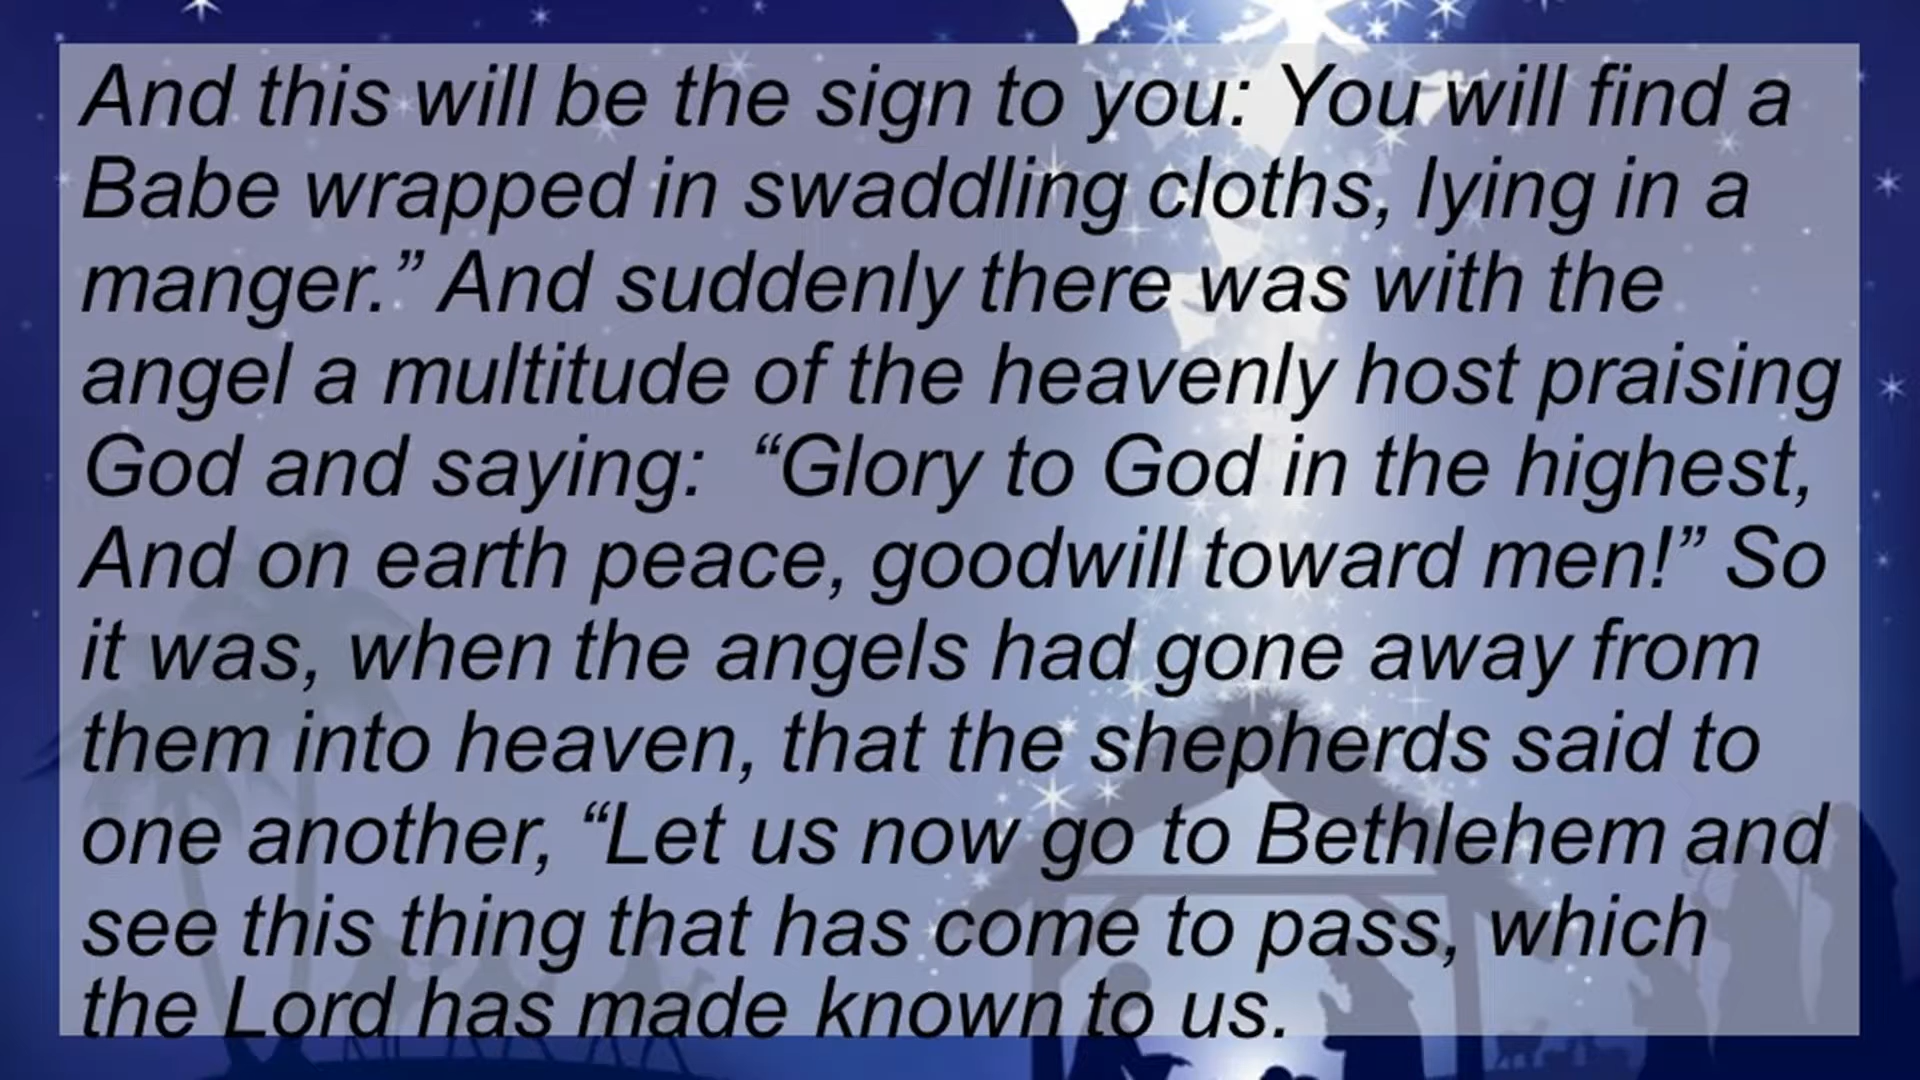 And this will be the sign to you: You will find a
Babe wrapped in swaddling cloths, lying in a
manger.” And suddenly there was with the
angel a multitude of the heavenly host praising
God and saying:  “Glory to God in the highest,
And on earth peace, goodwill toward men!” So
it was, when the angels had gone away from
them into heaven, that the shepherds said to
one another, “Let us now go to Bethlehem and
see this thing that has come to pass, which
the Lord has made known to us.